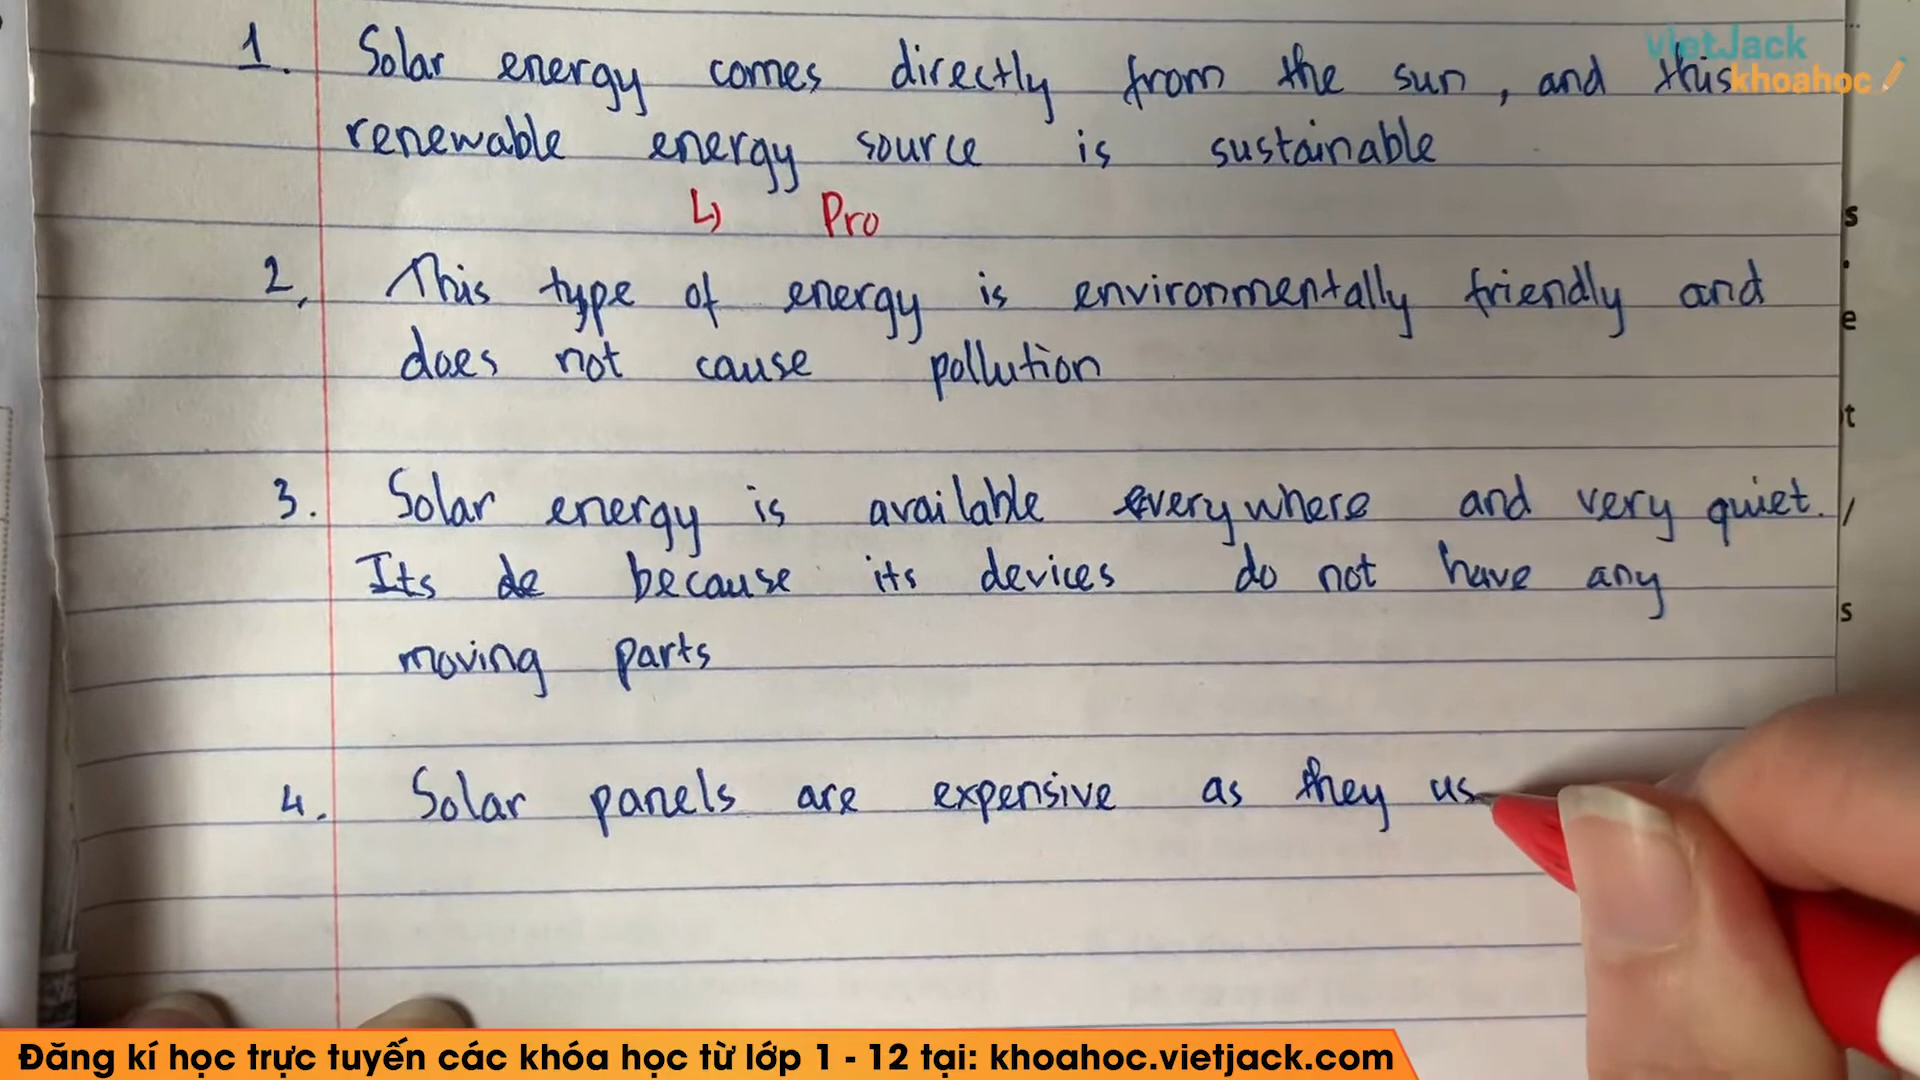 vietJack
khoahoc
1. Solar energy comes directly from the sun, and this
renewable energy source is sustainable
↳ Pro
2. This type of energy is environmentally friendly and
does not cause pollution
3. Solar energy is available everywhere and very quiet.
Its de because its devices do not have any
moving parts
4. Solar panels are expensive as they us
s
e
t
/
s
Đăng kí học trực tuyến các khóa học từ lớp 1 - 12 tại: khoahoc.vietjack.com